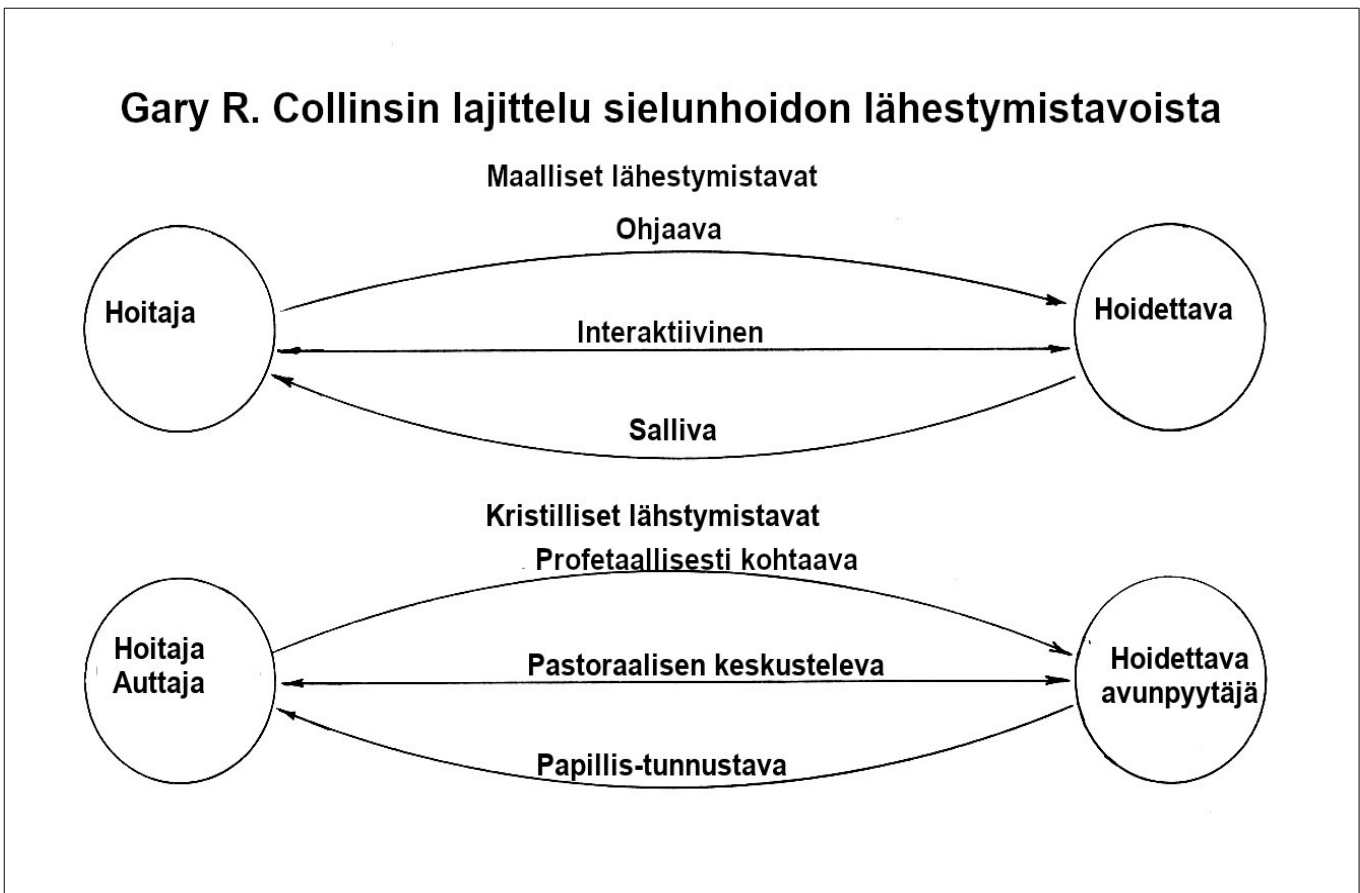 Gary R. Collinsin lajittelu sielunhoidon lähestymistavoista
Maalliset lähestymistavat
Ohjaava
Hoitaja
Hoidettava
Interaktiivinen
Salliva
Kristilliset lähstymistavat
Profetaallisesti kohtaava
Hoitaja
Auttaja
Pastoraalisen keskusteleva
Hoidettava
avunpyytäjä
Papillis-tunnustava